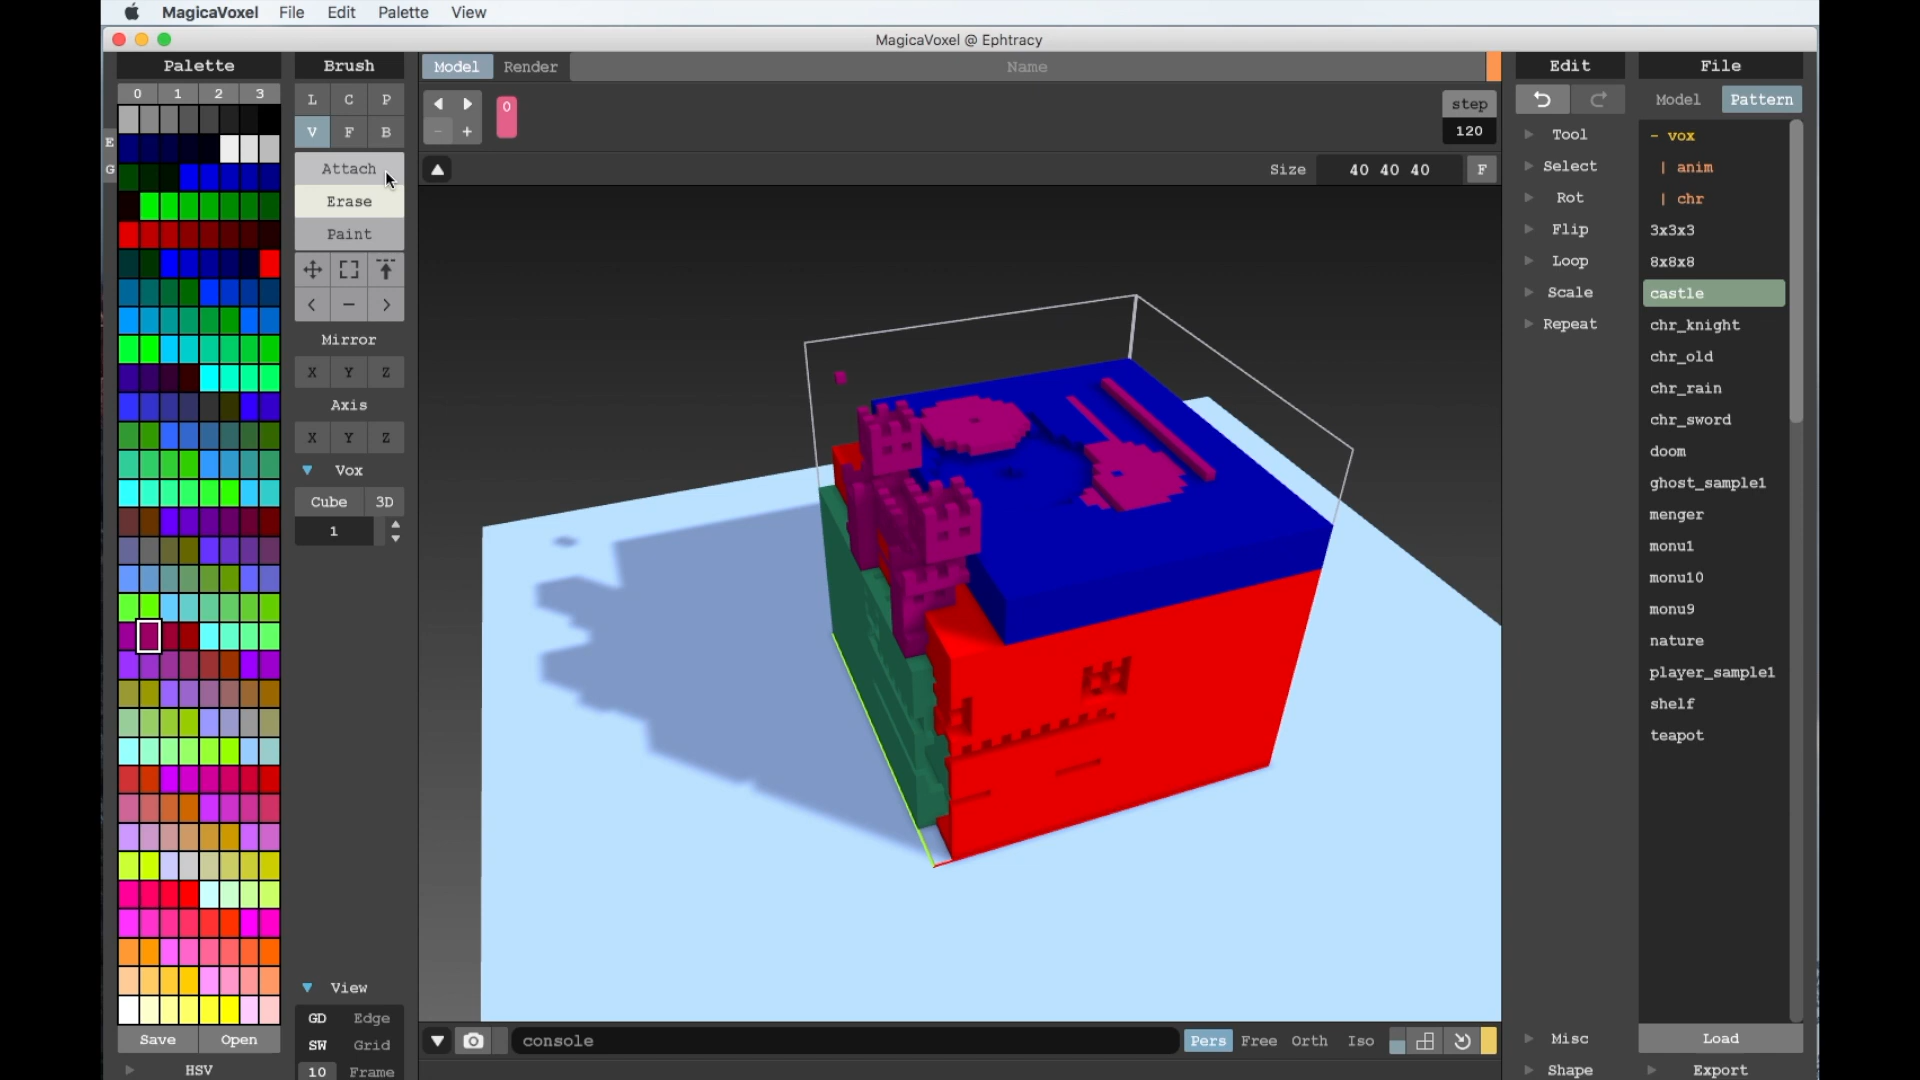 MagicaVoxel File Edit Palette View
MagicaVoxel @ Ephtracy
Palette
0 1 2 3
E
G
Save Open
HSV
Brush
L C P
V F B
Attach
Erase
Paint
Mirror
X Y Z
Axis
X Y Z
Vox
Cube 3D
1
View
GD Edge
SW Grid
10 Frame
Model Render Name
0
step
120
Size 40 40 40 F
console Pers Free Orth Iso
Edit
Tool
Select
Rot
Flip
Loop
Scale
Repeat
Misc
Shape
File
Model Pattern
- vox
| anim
| chr
3x3x3
8x8x8
castle
chr_knight
chr_old
chr_rain
chr_sword
doom
ghost_sample1
menger
monu1
monu10
monu9
nature
player_sample1
shelf
teapot
Load
Export